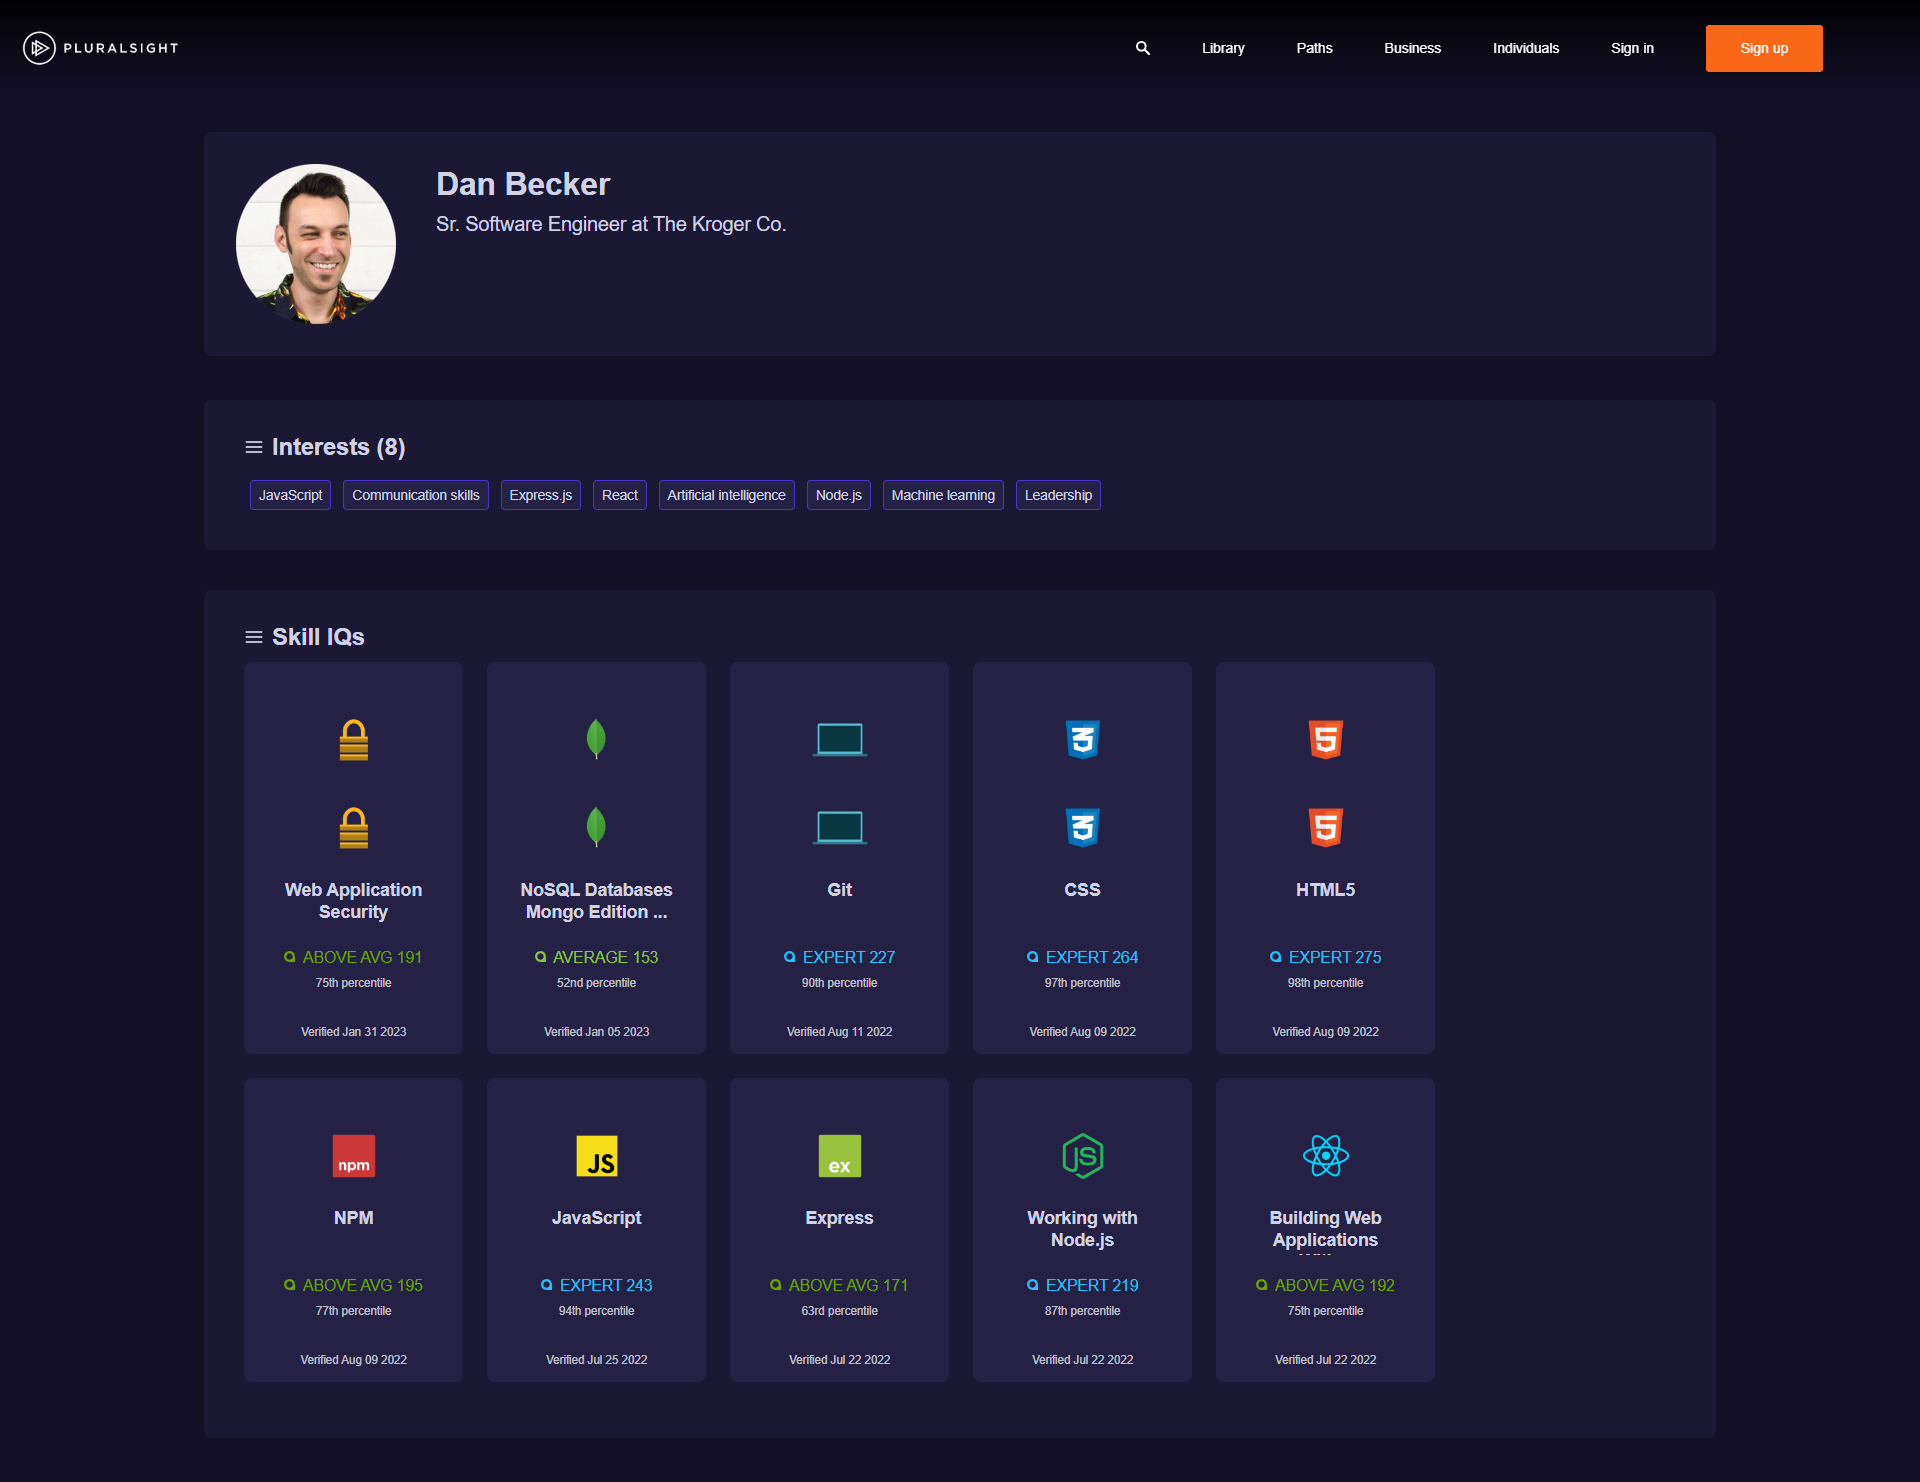 PLURALSIGHT
Library Paths Business Individuals Sign in Sign up
Dan Becker
Sr. Software Engineer at The Kroger Co.
Interests (8)
JavaScript Communication skills Express.js React Artificial intelligence Node.js Machine learning Leadership
Skill IQs
Web Application
Security
ABOVE AVG 191
75th percentile
Verified Jan 31 2023
NoSQL Databases
Mongo Edition ...
AVERAGE 153
52nd percentile
Verified Jan 05 2023
Git
EXPERT 227
90th percentile
Verified Aug 11 2022
CSS
EXPERT 264
97th percentile
Verified Aug 09 2022
HTML5
EXPERT 275
98th percentile
Verified Aug 09 2022
npm
NPM
ABOVE AVG 195
77th percentile
Verified Aug 09 2022
JS
JavaScript
EXPERT 243
94th percentile
Verified Jul 25 2022
ex
Express
ABOVE AVG 171
63rd percentile
Verified Jul 22 2022
JS
Working with
Node.js
EXPERT 219
87th percentile
Verified Jul 22 2022
Building Web
Applications
ABOVE AVG 192
75th percentile
Verified Jul 22 2022